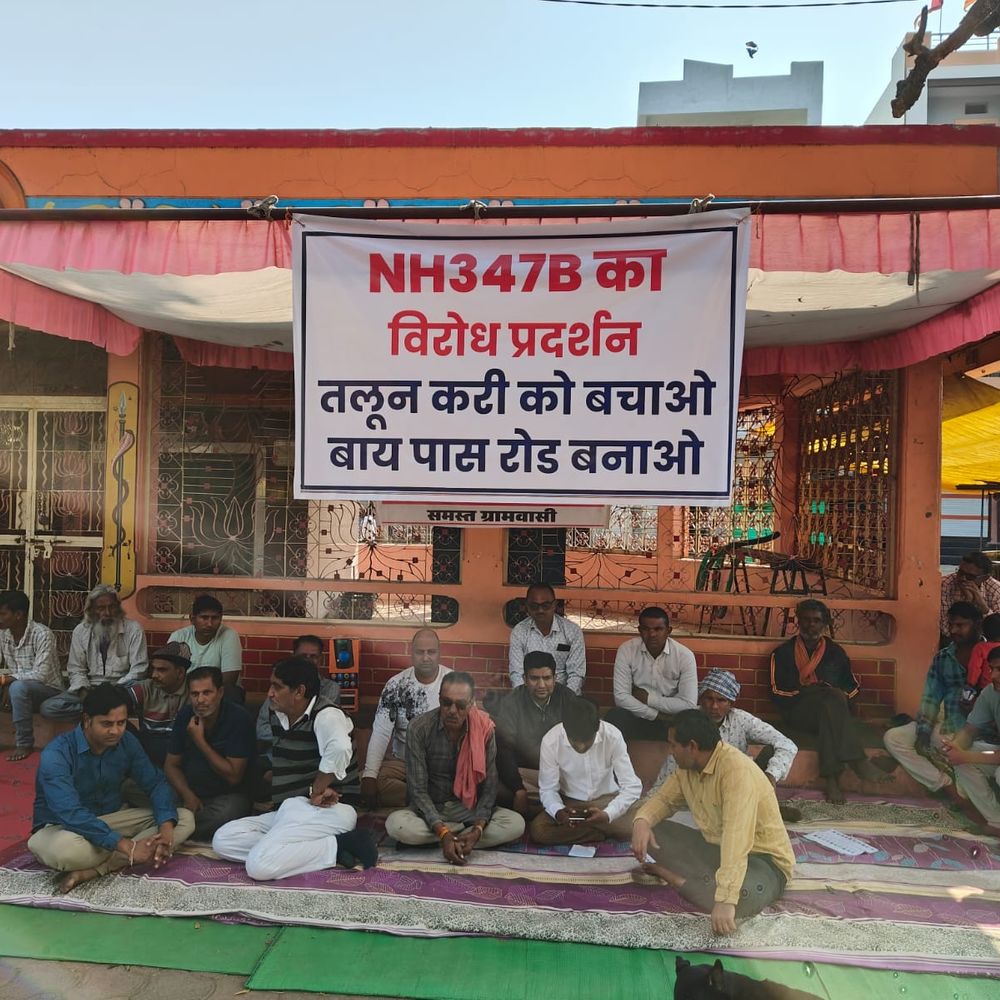 NH347B का
विरोध प्रदर्शन
तलून करी को बचाओ
बाय पास रोड बनाओ
समस्त ग्रामवासी